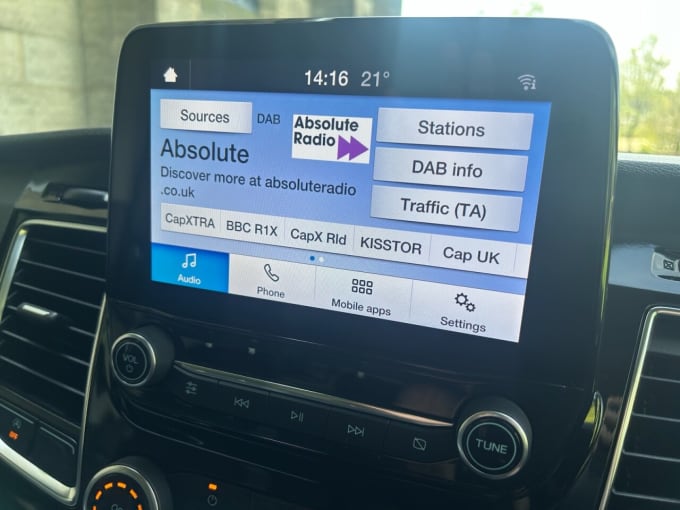 14:16 21°
Sources DAB
Absolute
Radio
Stations
Absolute
Discover more at absoluteradio
.co.uk
DAB info
Traffic (TA)
CapXTRA BBC R1X CapX Rld KISSTOR Cap UK
Audio Phone Mobile apps Settings
VOL
TUNE